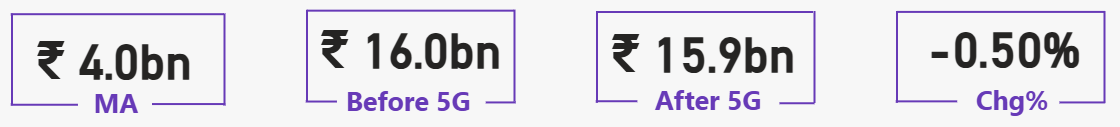 ₹ 4.0bn
MA
₹ 16.0bn
Before 5G
₹ 15.9bn
After 5G
-0.50%
Chg%